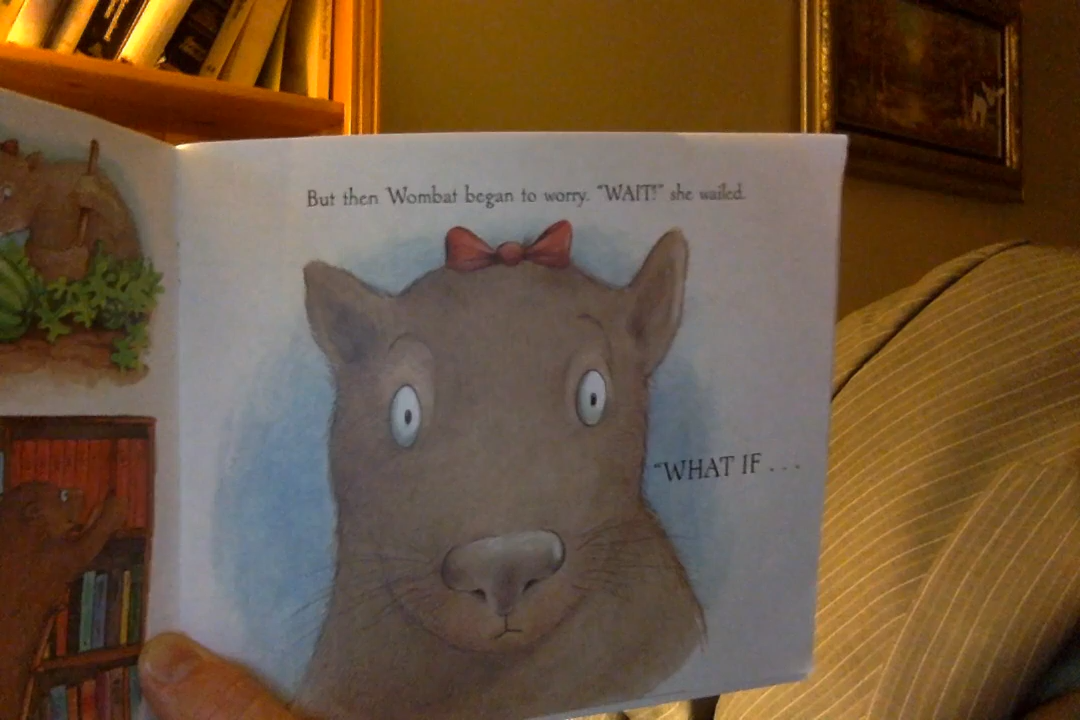 But then Wombat began to worry. "WAIT!" she wailed.
"WHAT IF . . .